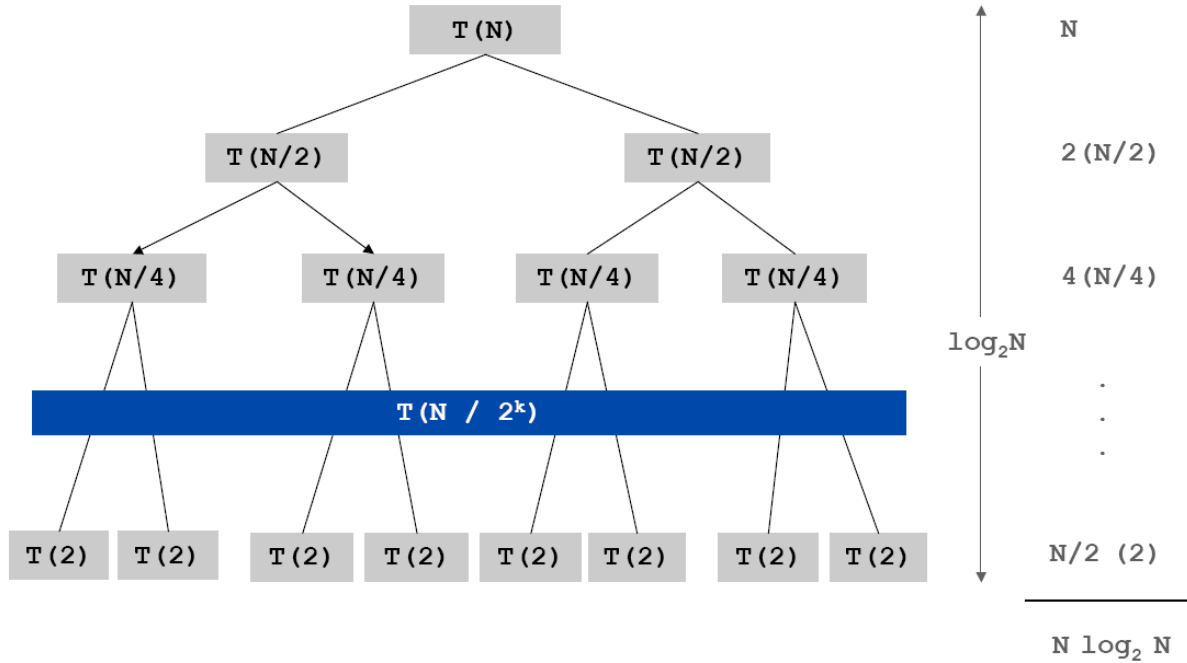 T(N)
N
T(N/2) T(N/2)
2(N/2)
T(N/4) T(N/4) T(N/4) T(N/4)
4(N/4)
log₂N
.
.
.
T(N / 2ᵏ)
T(2) T(2) T(2) T(2) T(2) T(2) T(2) T(2)
N/2 (2)
N log₂ N